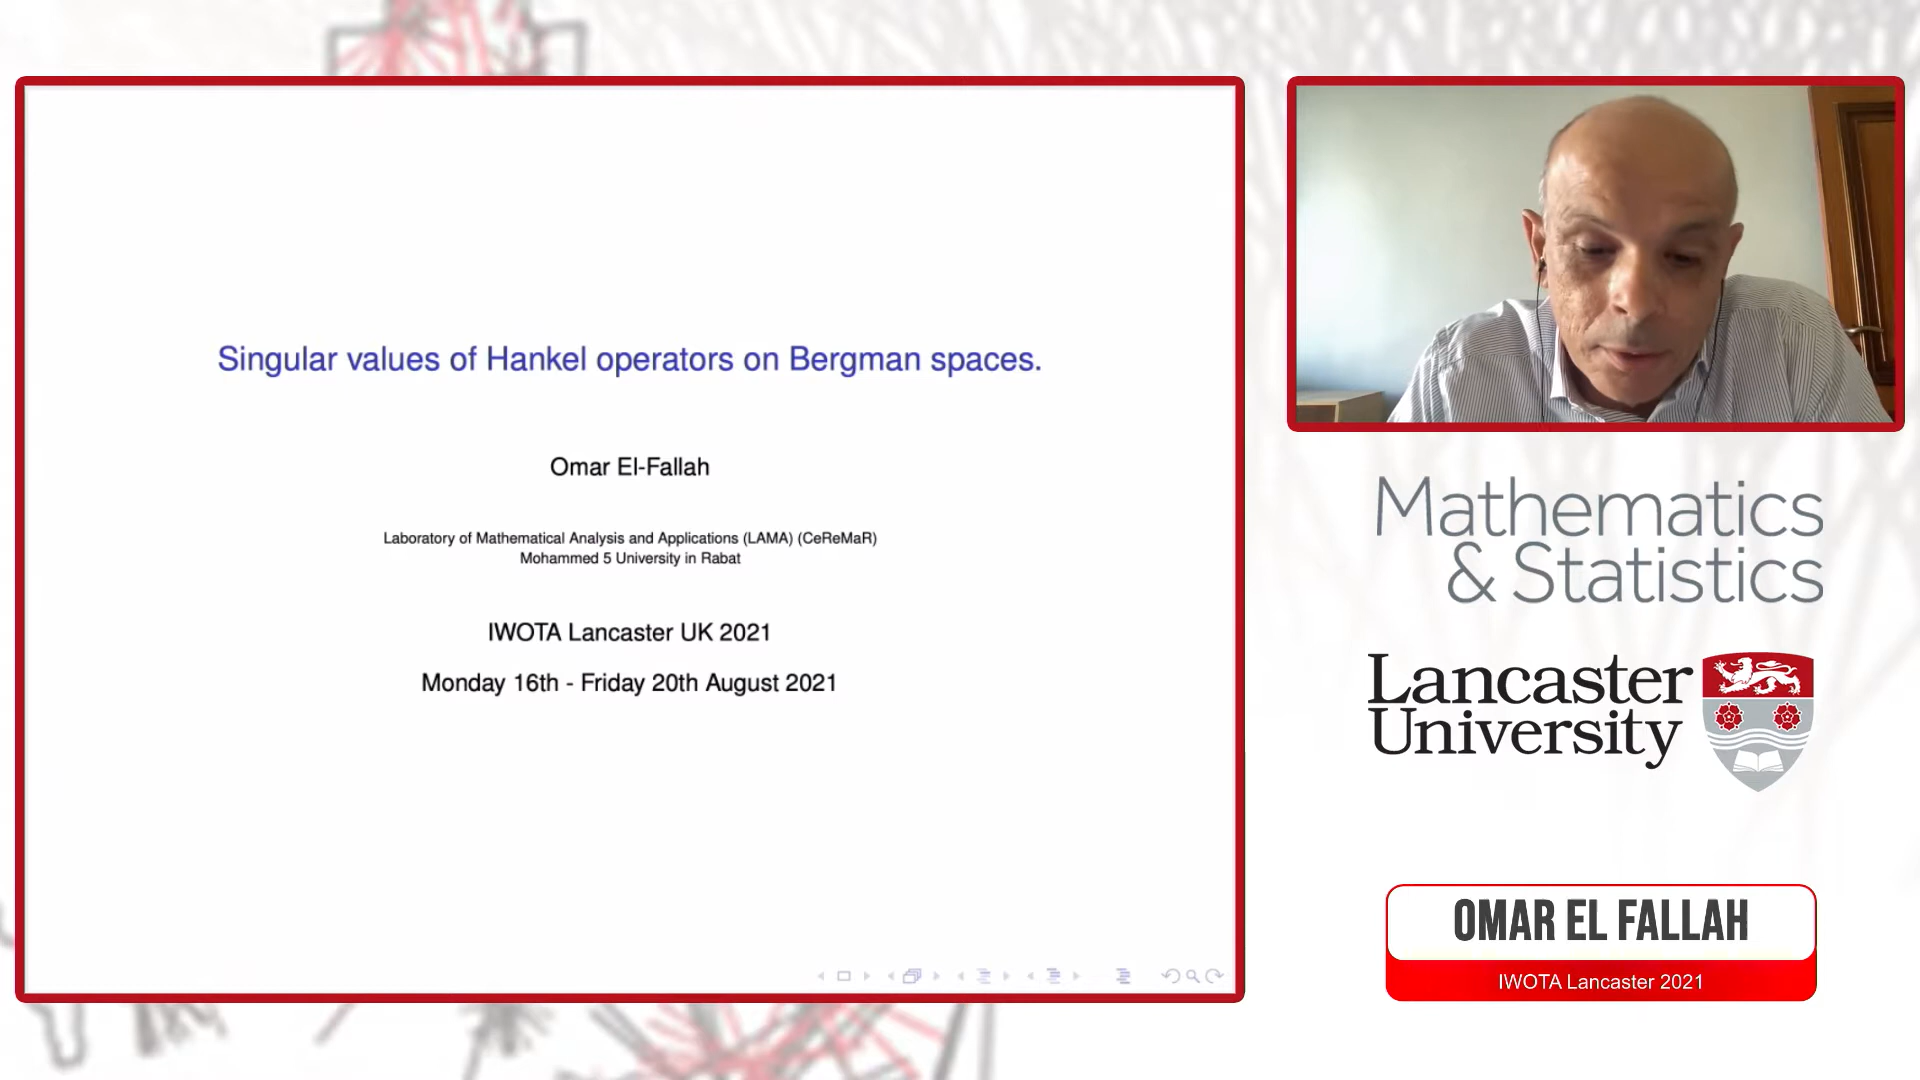 Singular values of Hankel operators on Bergman spaces.
Omar El-Fallah
Laboratory of Mathematical Analysis and Applications (LAMA) (CeReMaR)
Mohammed 5 University in Rabat
IWOTA Lancaster UK 2021
Monday 16th - Friday 20th August 2021
Mathematics
& Statistics
Lancaster
University
OMAR EL FALLAH
IWOTA Lancaster 2021